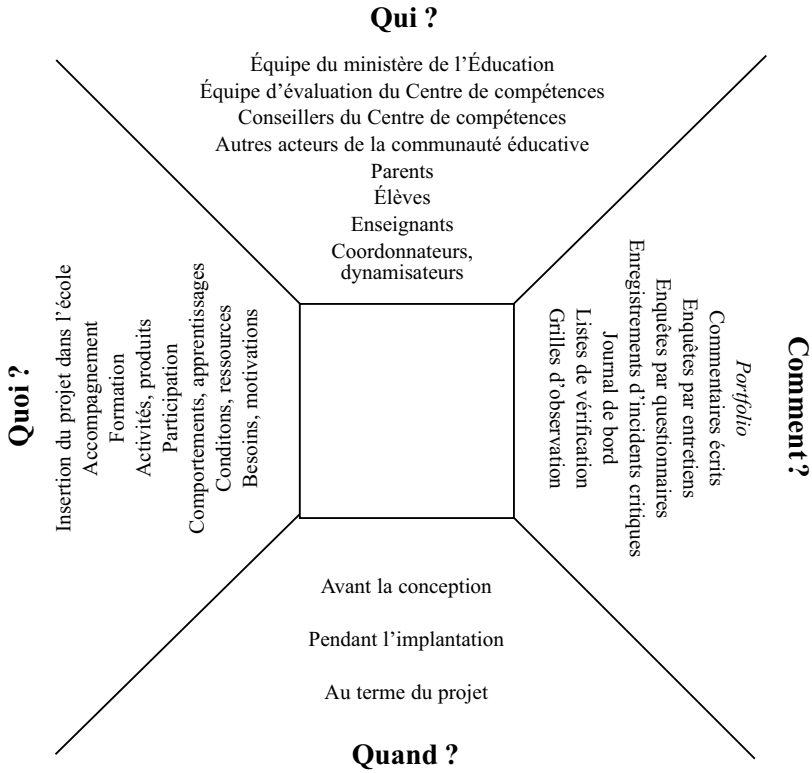 Qui ?
Équipe du ministère de l’Éducation
Équipe d’évaluation du Centre de compétences
Conseillers du Centre de compétences
Autres acteurs de la communauté éducative
Parents
Élèves
Enseignants
Coordonnateurs,
dynamisateurs
Quoi ?
Insertion du projet dans l’école
Accompagnement
Formation
Activités, produits
Participation
Comportements, apprentissages
Conditons, ressources
Besoins, motivations
Comment ?
Portfolio
Commentaires écrits
Enquêtes par entretiens
Enquêtes par questionnaires
Enregistrements d’incidents critiques
Journal de bord
Listes de vérification
Grilles d’observation
Avant la conception
Pendant l’implantation
Au terme du projet
Quand ?